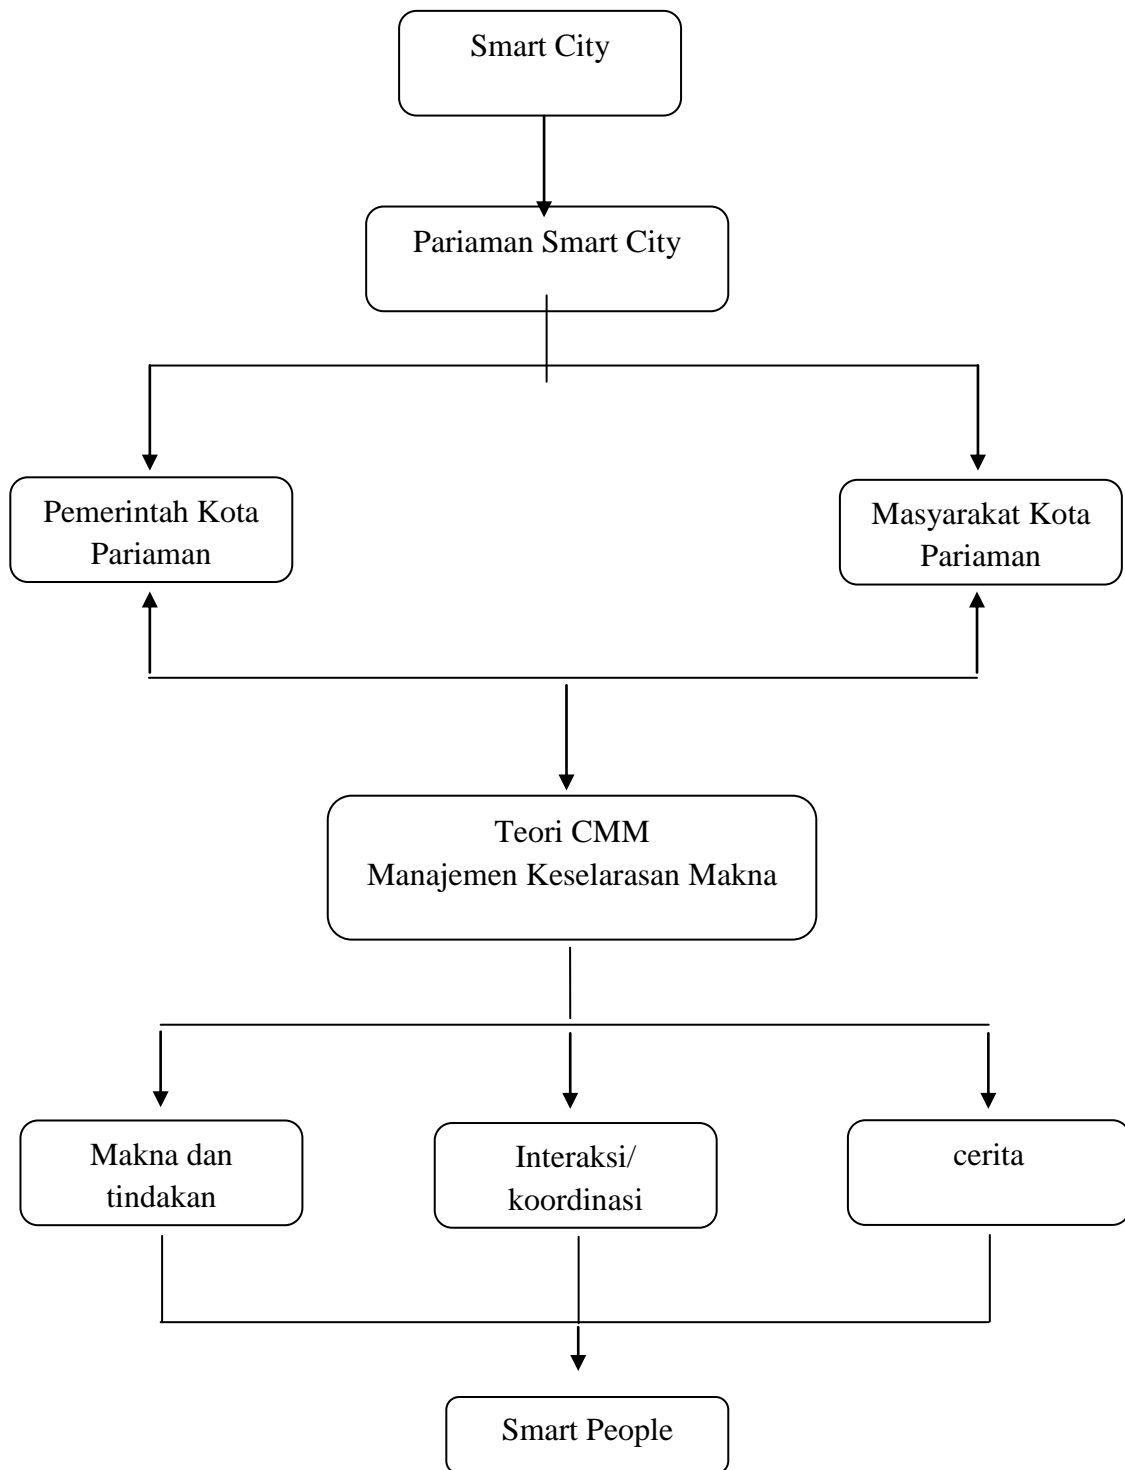 Smart City
Pariaman Smart City
Pemerintah Kota
Pariaman
Masyarakat Kota
Pariaman
Teori CMM
Manajemen Keselarasan Makna
Makna dan
tindakan
Interaksi/
koordinasi
cerita
Smart People